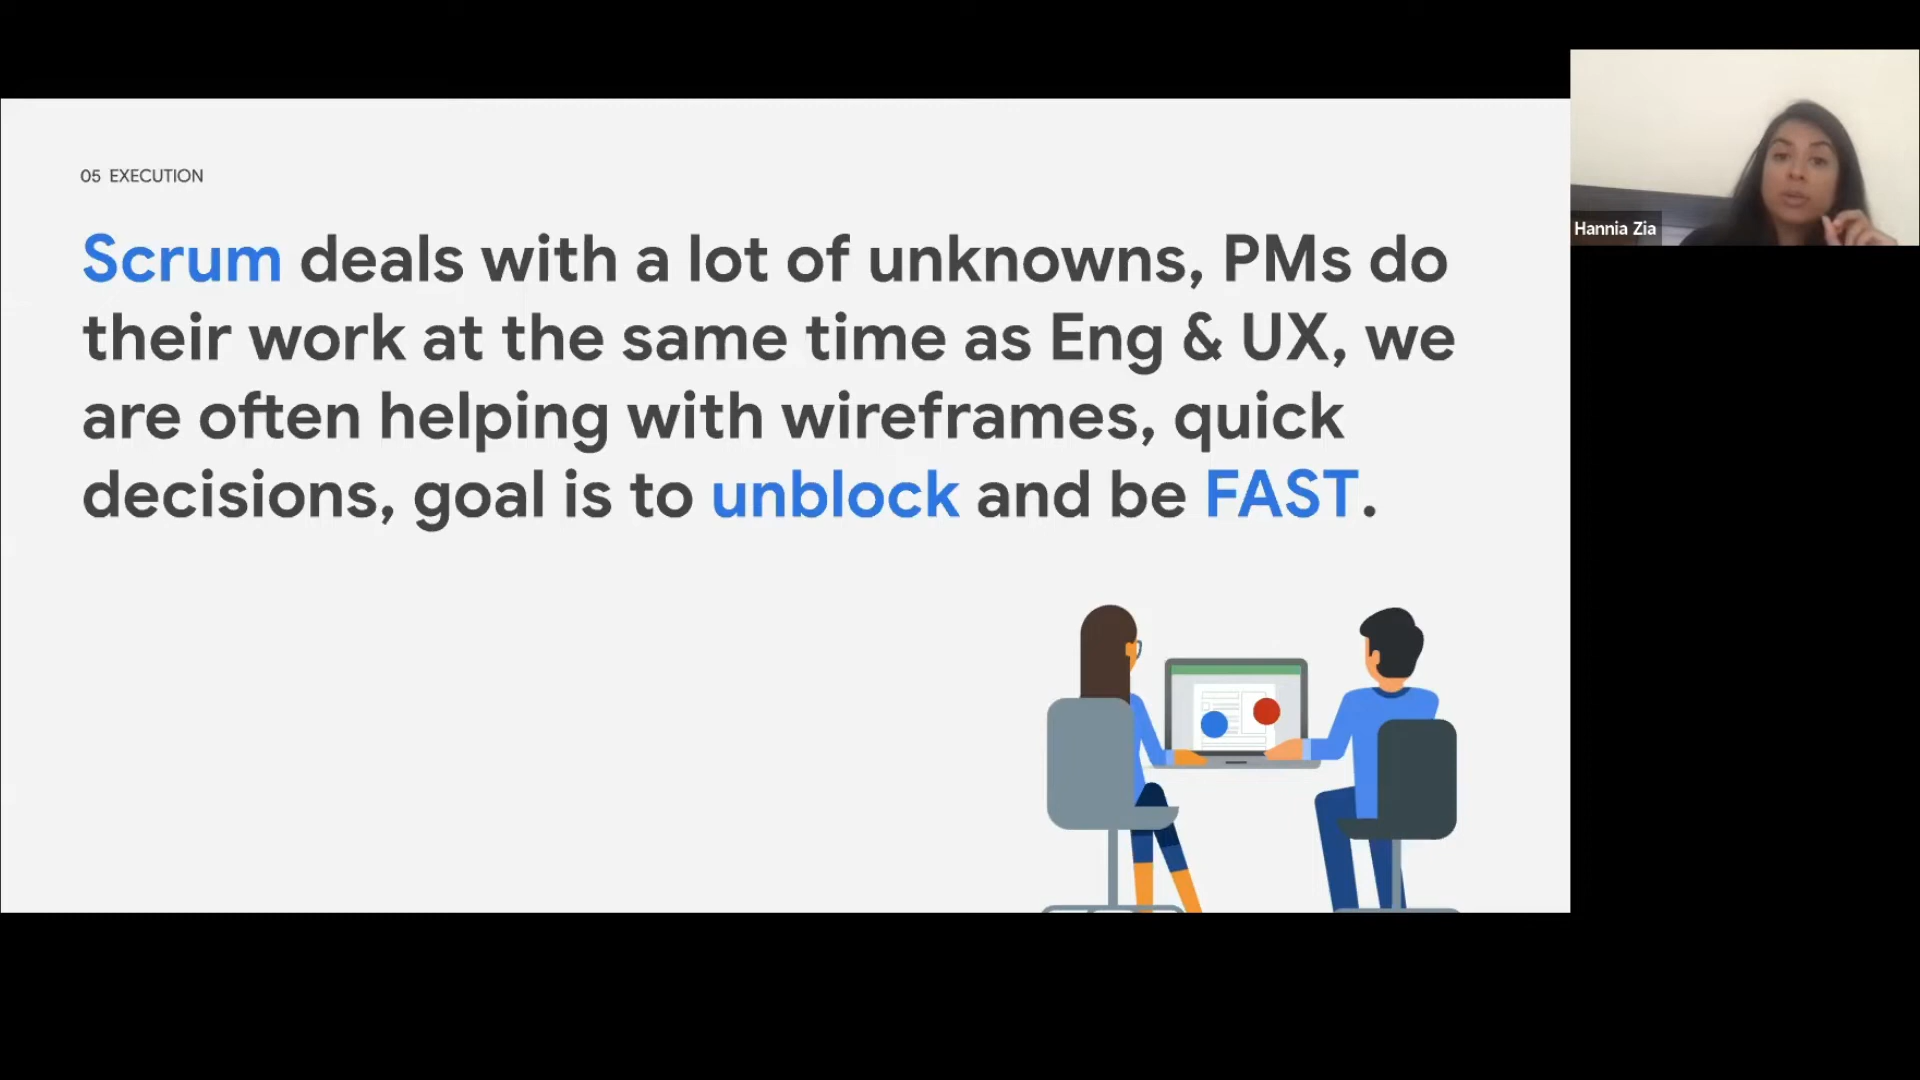 05 EXECUTION
Scrum deals with a lot of unknowns, PMs do
their work at the same time as Eng & UX, we
are often helping with wireframes, quick
decisions, goal is to unblock and be FAST.
Hannia Zia